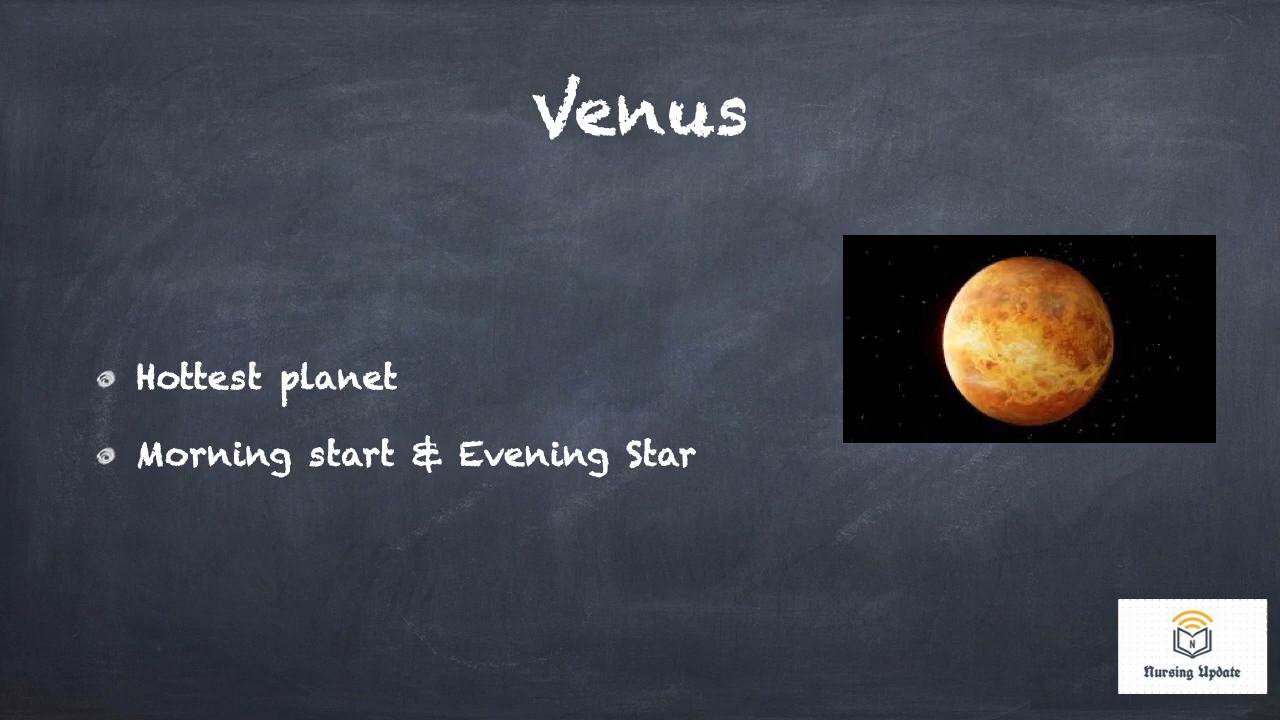 Venus
Hottest planet
Morning start & Evening Star
N
Nursing Update